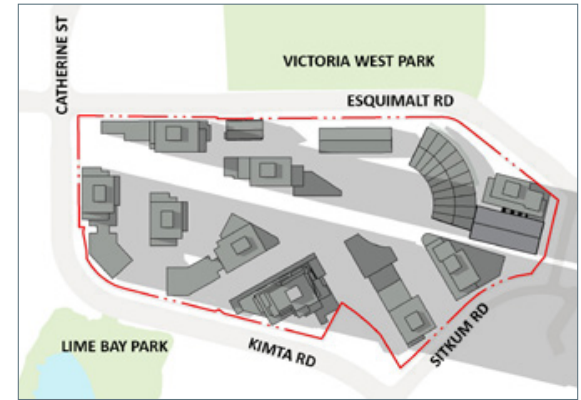 CATHERINE ST
VICTORIA WEST PARK
ESQUIMALT RD
LIME BAY PARK
KIMTA RD
SITKUM RD